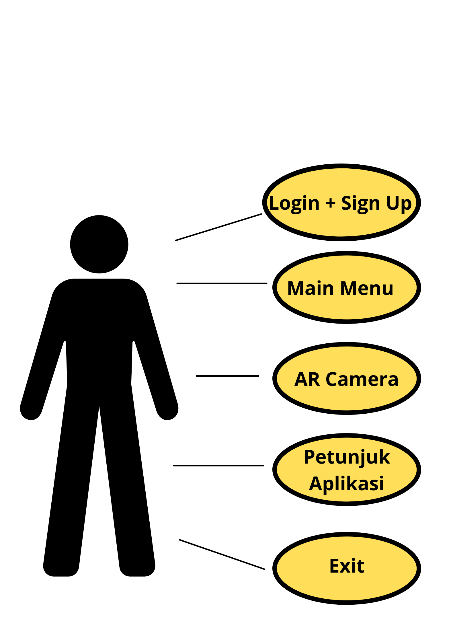 Login + Sign Up
Main Menu
AR Camera
Petunjuk
Aplikasi
Exit